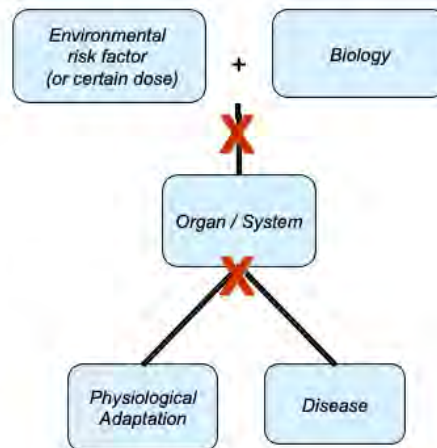 Environmental
risk factor
(or certain dose)
+
Biology
X
Organ / System
X
Physiological
Adaptation
Disease